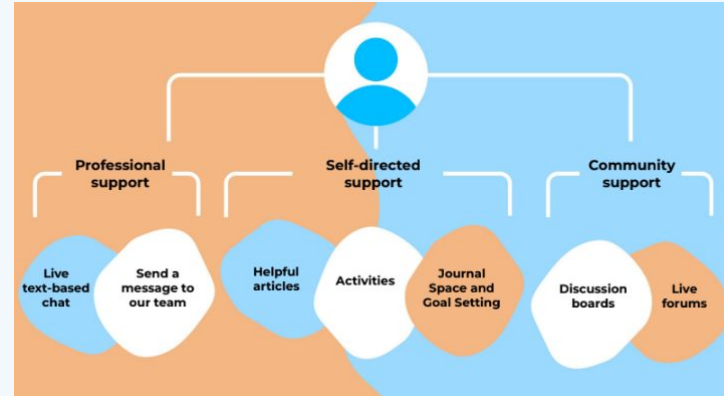 Professional
support
Self-directed
support
Community
support
Live
text-based
chat
Send a
message to
our team
Helpful
articles
Activities
Journal
Space and
Goal Setting
Discussion
boards
Live
forums